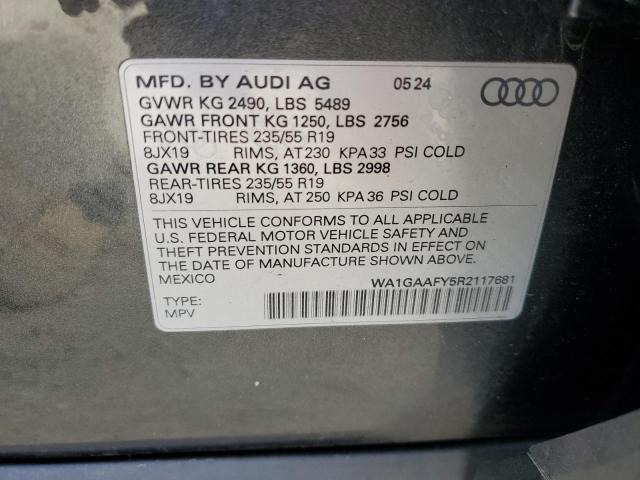 MFD. BY AUDI AG 05 24
GVWR KG 2490, LBS 5489
GAWR FRONT KG 1250, LBS 2756
FRONT-TIRES 235/55 R19
8JX19 RIMS, AT 230 KPA 33 PSI COLD
GAWR REAR KG 1360, LBS 2998
REAR-TIRES 235/55 R19
8JX19 RIMS, AT 250 KPA 36 PSI COLD
THIS VEHICLE CONFORMS TO ALL APPLICABLE
U.S. FEDERAL MOTOR VEHICLE SAFETY AND
THEFT PREVENTION STANDARDS IN EFFECT ON
THE DATE OF MANUFACTURE SHOWN ABOVE.
MEXICO WA1GAAFY5R2117681
TYPE:
MPV